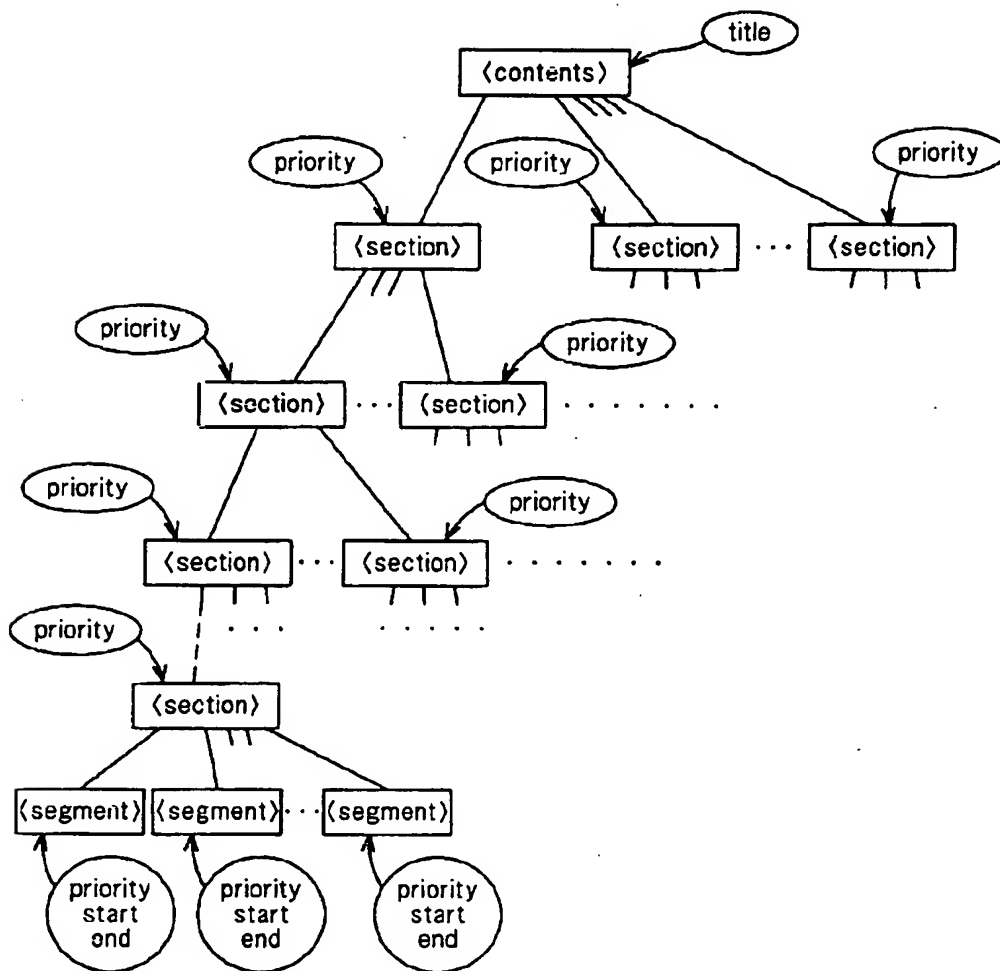 title
〈contents〉
priority
priority
priority
〈section〉
〈section〉
···
〈section〉
priority
priority
〈section〉
···
〈section〉
·······
priority
priority
〈section〉
···
〈section〉
·······
priority
〈section〉
〈segment〉
〈segment〉
···
〈segment〉
priority
start
end
priority
start
end
priority
start
end